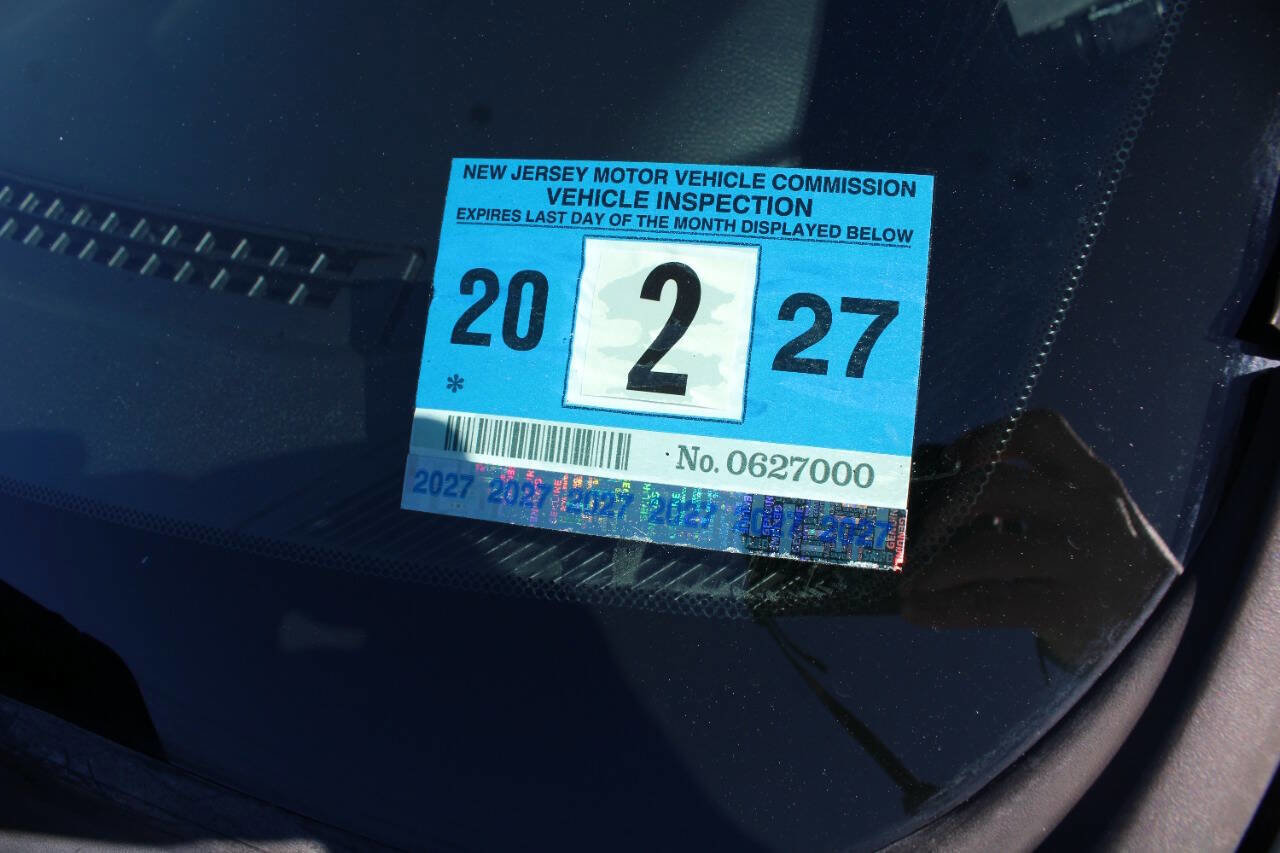 NEW JERSEY MOTOR VEHICLE COMMISSION
VEHICLE INSPECTION
EXPIRES LAST DAY OF THE MONTH DISPLAYED BELOW
20 2 27
*
No. 0627000
2027 2027 2027 2027 2027 2027